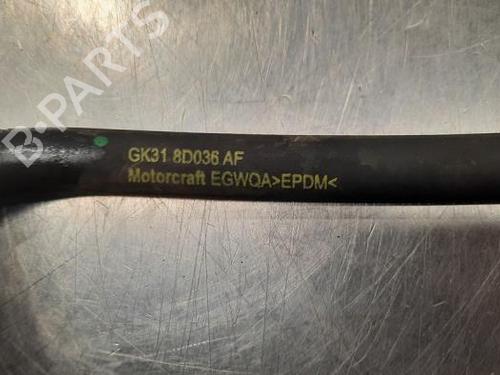 B-PARTS
GK31 8D036 AF
Motorcraft EGWQA>EPDM<